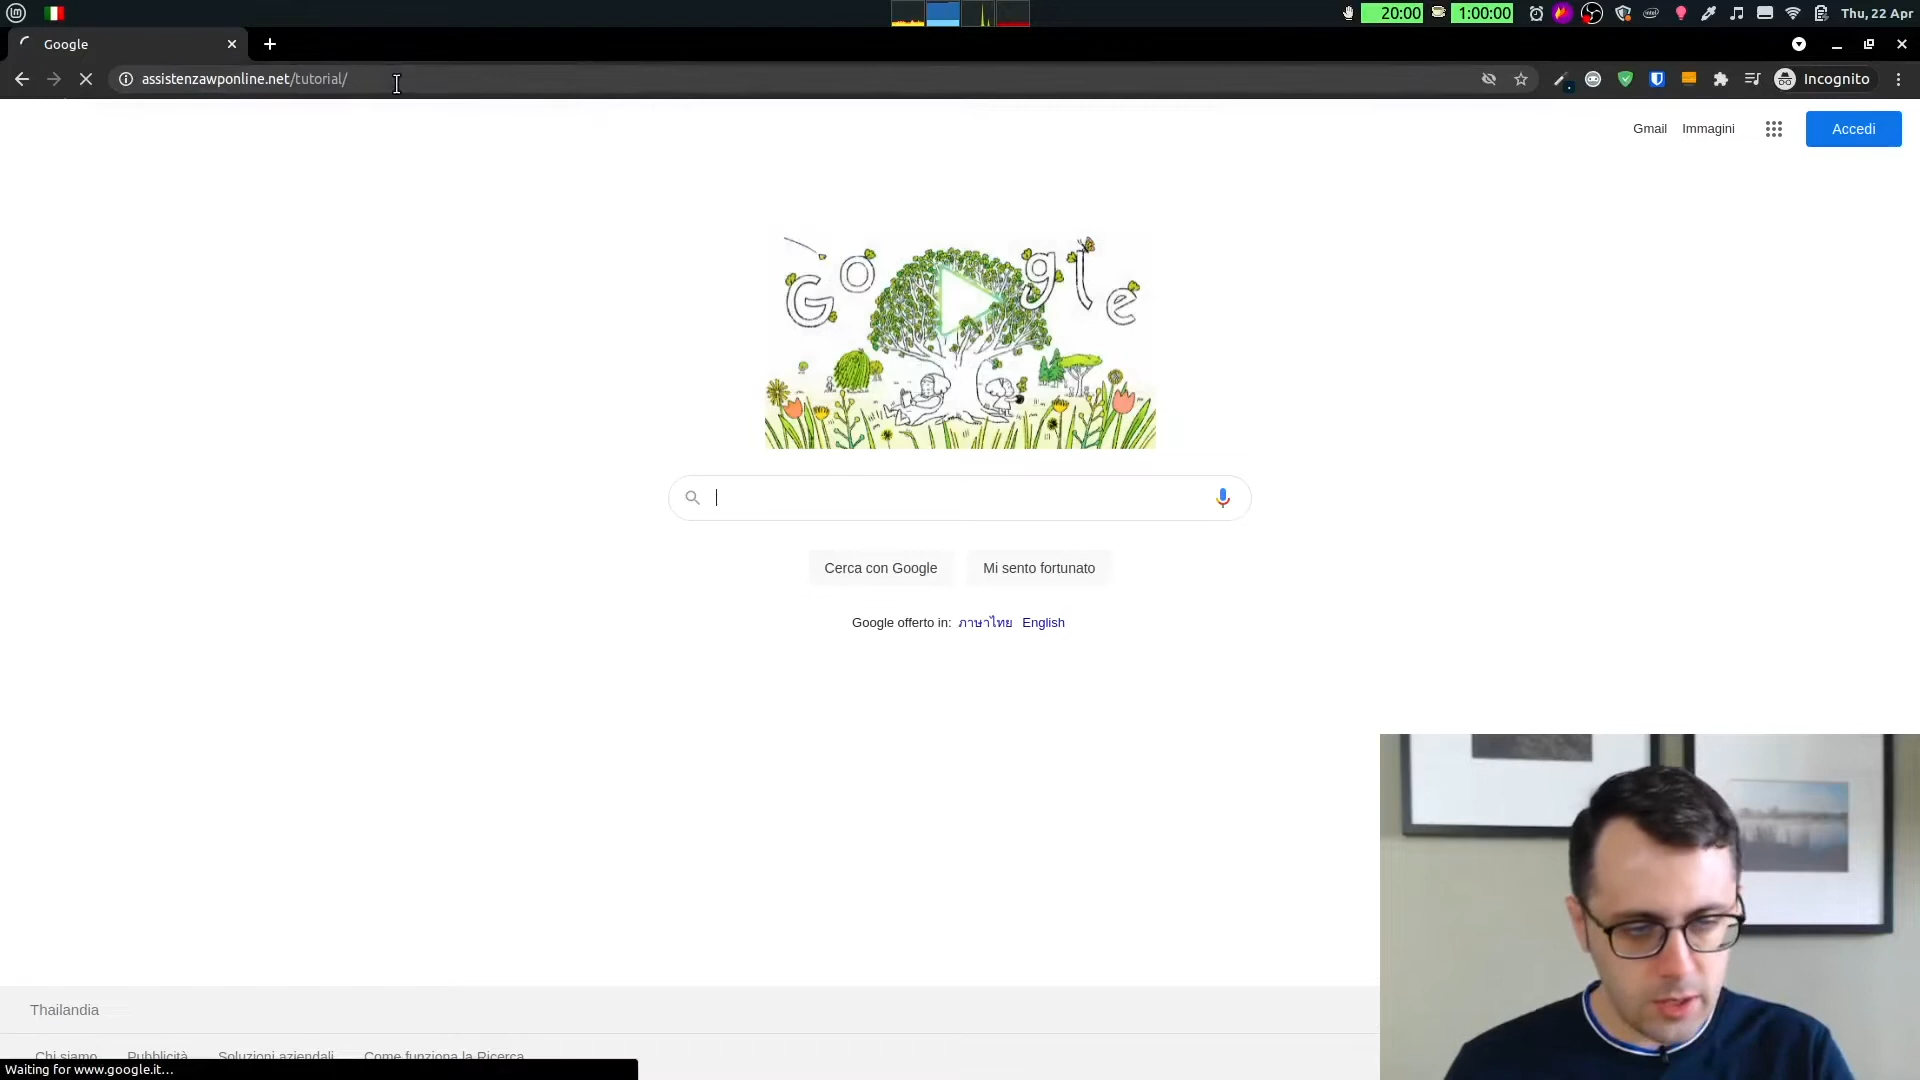 Thu, 22 Apr
20:00
1:00:00
Google
assistenzawponline.net/tutorial/
Incognito
Gmail
Immagini
Accedi
Google
Cerca con Google
Mi sento fortunato
Google offerto in: ภาษาไทย English
Thailandia
Chi siamo
Pubblicità
Soluzioni aziendali
Come funziona la Ricerca
Waiting for www.google.it...